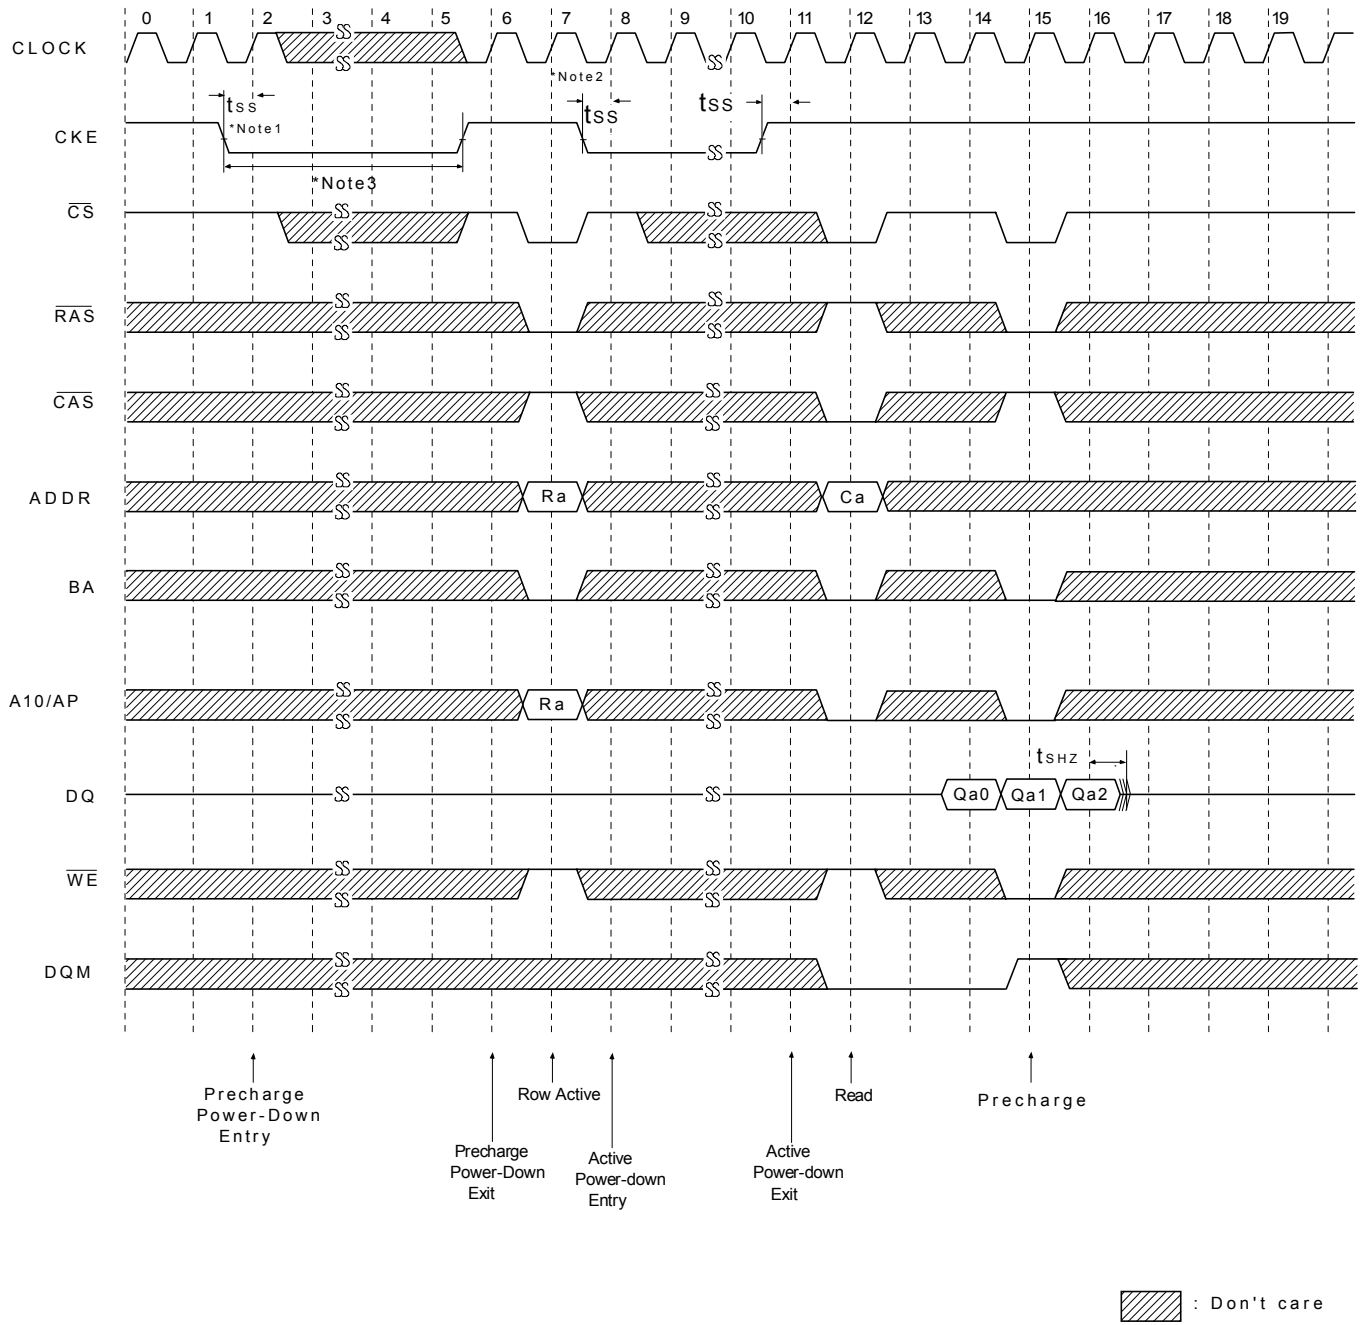 0 1 2 3 4 5 6 7 8 9 10 11 12 13 14 15 16 17 18 19
CLOCK
*Note2
tss
*Note1
tss
tss
CKE
*Note3
CS
RAS
CAS
ADDR
Ra
Ca
BA
A10/AP
Ra
tSHZ
DQ
Qa0 Qa1 Qa2
WE
DQM
Precharge
Power-Down
Entry
Precharge
Power-Down
Exit
Row Active
Active
Power-down
Entry
Active
Power-down
Exit
Read
Precharge
: Don't care